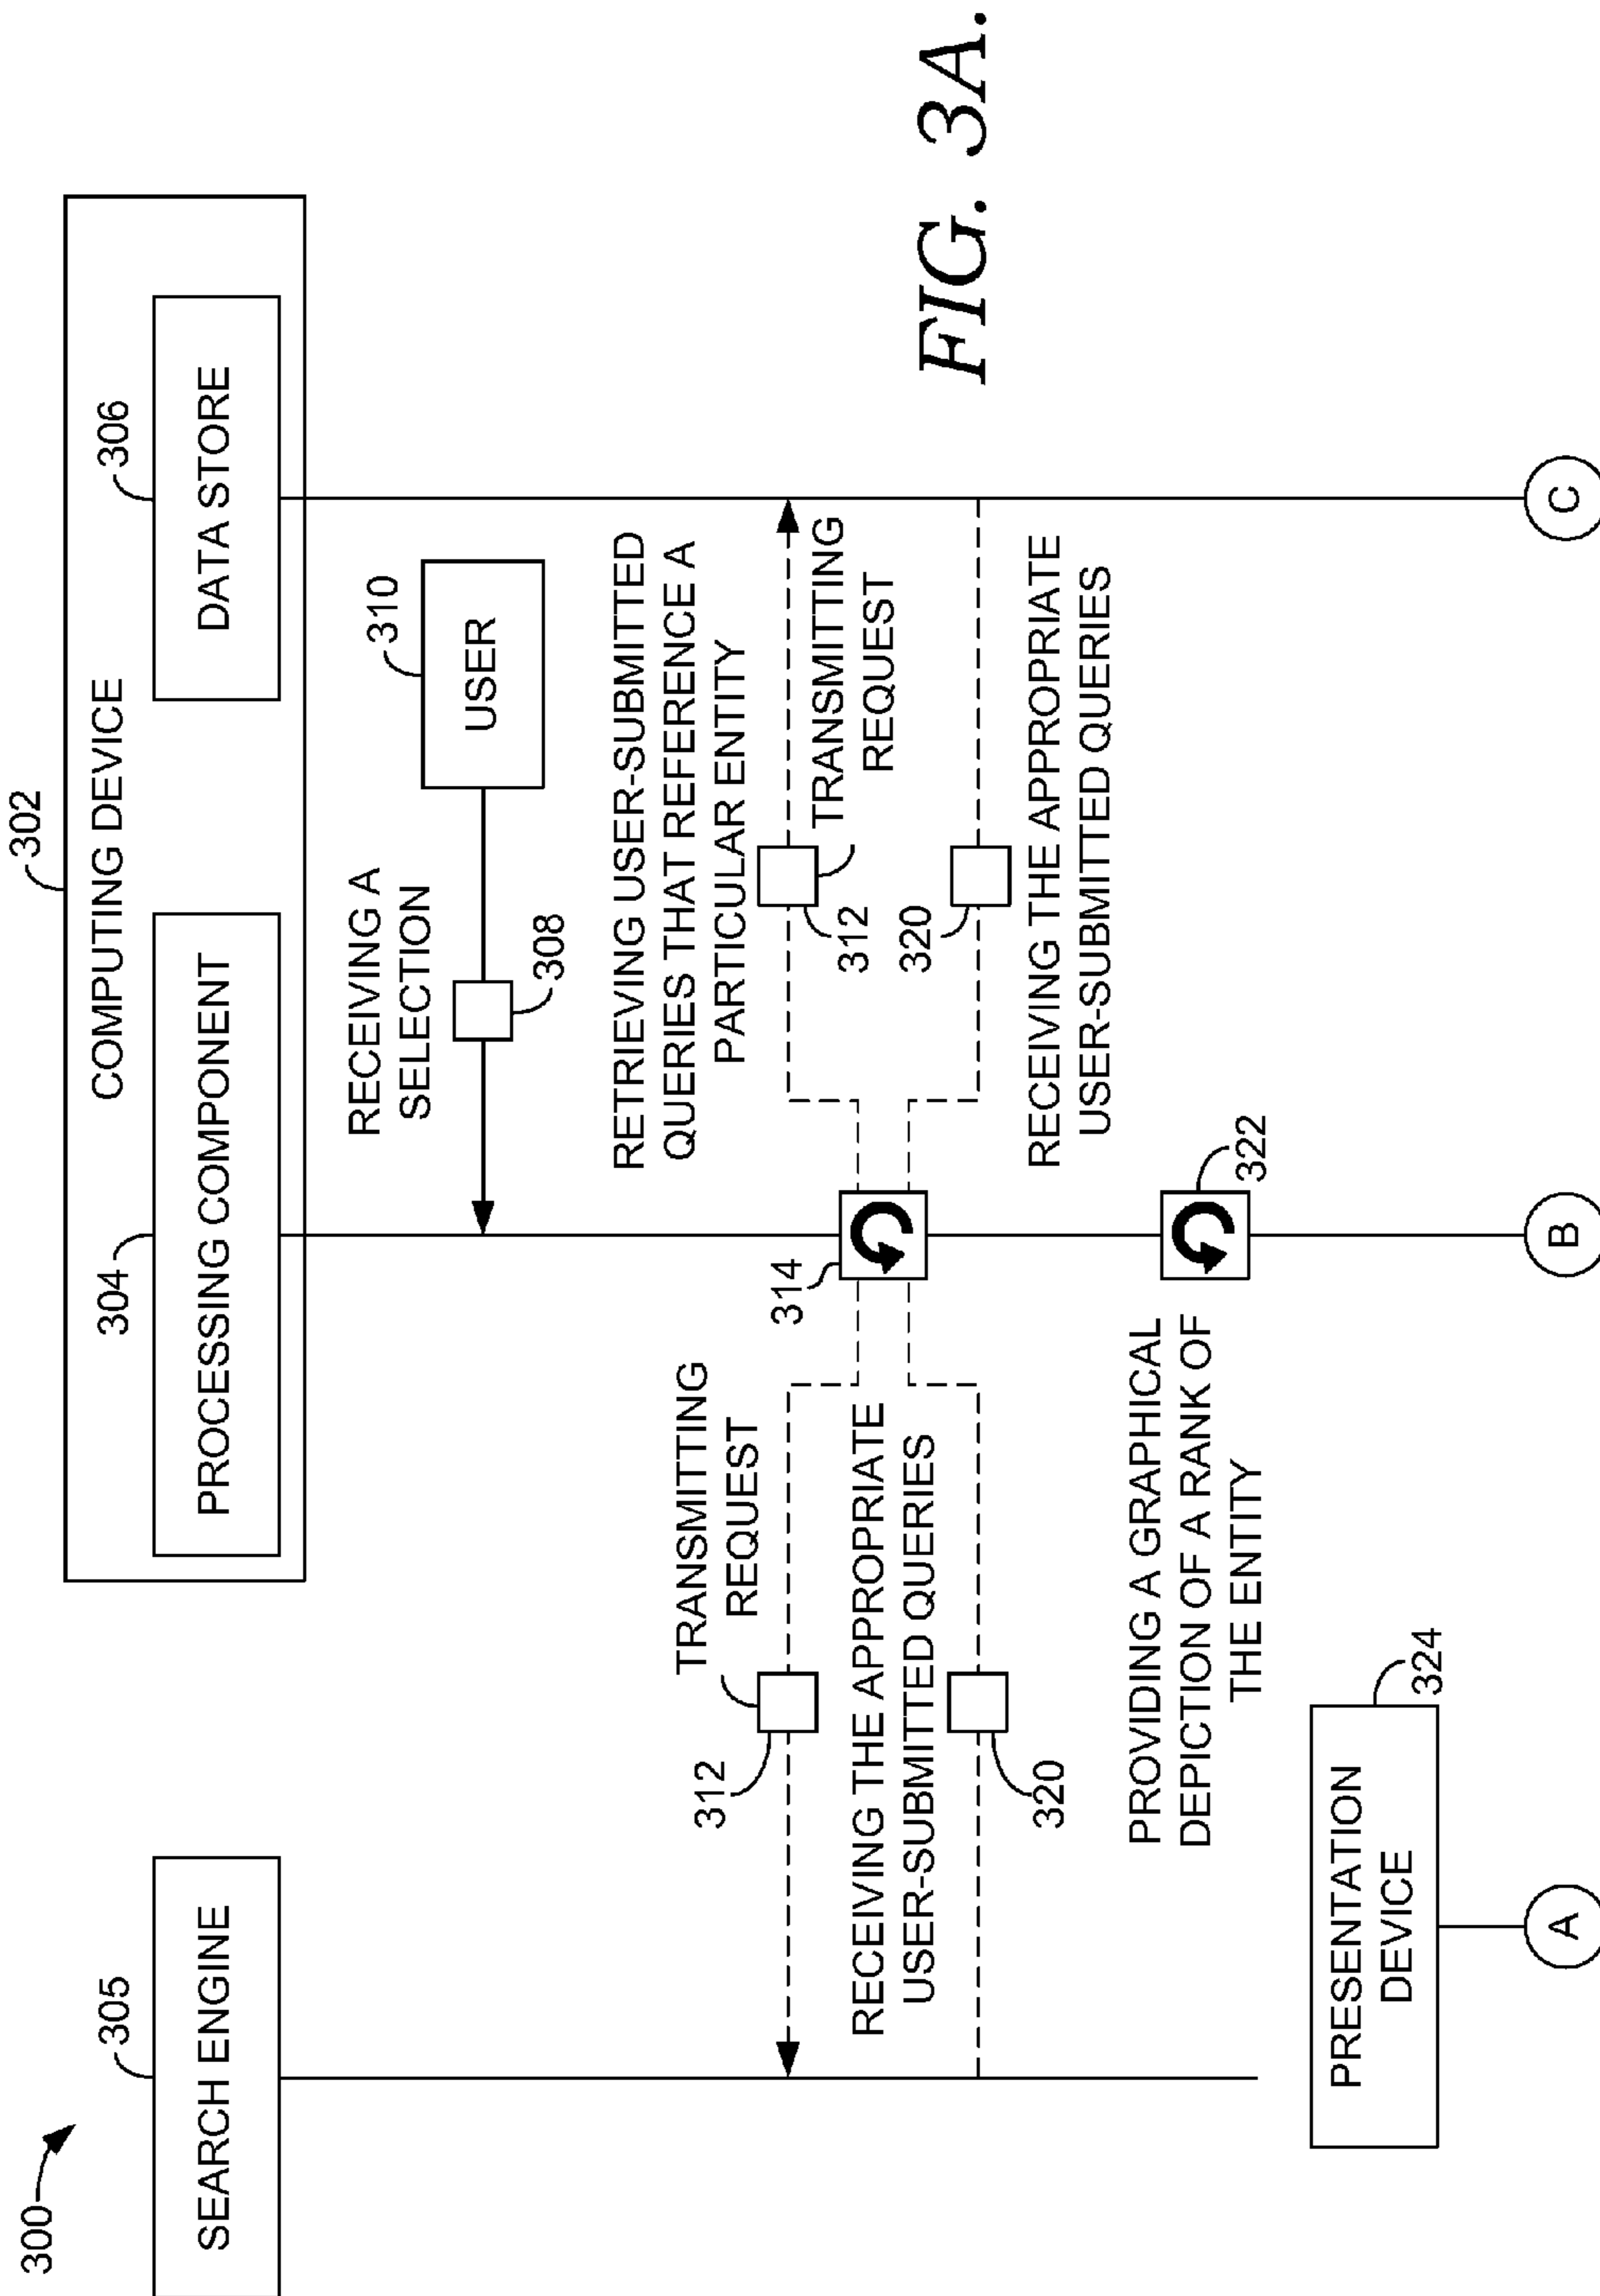 300
302
COMPUTING DEVICE
305
SEARCH ENGINE
304
PROCESSING COMPONENT
306
DATA STORE
RECEIVING A
SELECTION
308
310
USER
RETRIEVING USER-SUBMITTED
QUERIES THAT REFERENCE A
PARTICULAR ENTITY
TRANSMITTING
REQUEST
312
314
312
TRANSMITTING
REQUEST
RECEIVING THE APPROPRIATE
USER-SUBMITTED QUERIES
320
320
RECEIVING THE APPROPRIATE
USER-SUBMITTED QUERIES
PROVIDING A GRAPHICAL
DEPICTION OF A RANK OF
THE ENTITY
322
PRESENTATION
DEVICE
324
A
B
C
FIG. 3A.